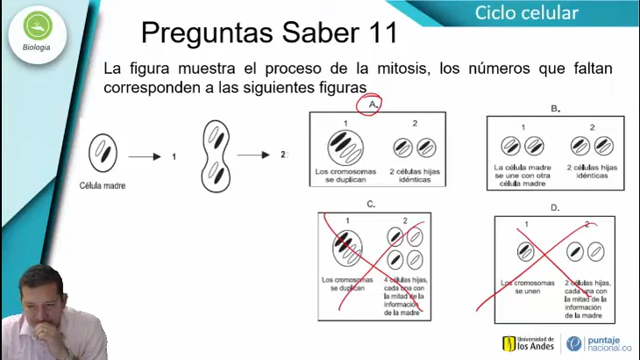 Ciclo celular
Biología
Preguntas Saber 11
La figura muestra el proceso de la mitosis, los números que faltan
corresponden a las siguientes figuras
Célula madre
1
2
A.
1
2
Los cromosomas
se duplican
2 células hijas
idénticas
B.
1
2
La célula madre
se une con otra
célula madre
2 células hijas
idénticas
C.
1
2
Los cromosomas
se duplican
4 células hijas,
cada una con
la mitad de la
información
de la madre
D.
1
2
Los cromosomas
se unen
2 células hijas,
cada una con
la mitad de la
información de
la madre
Universidad de
los Andes
puntaje
nacional.co